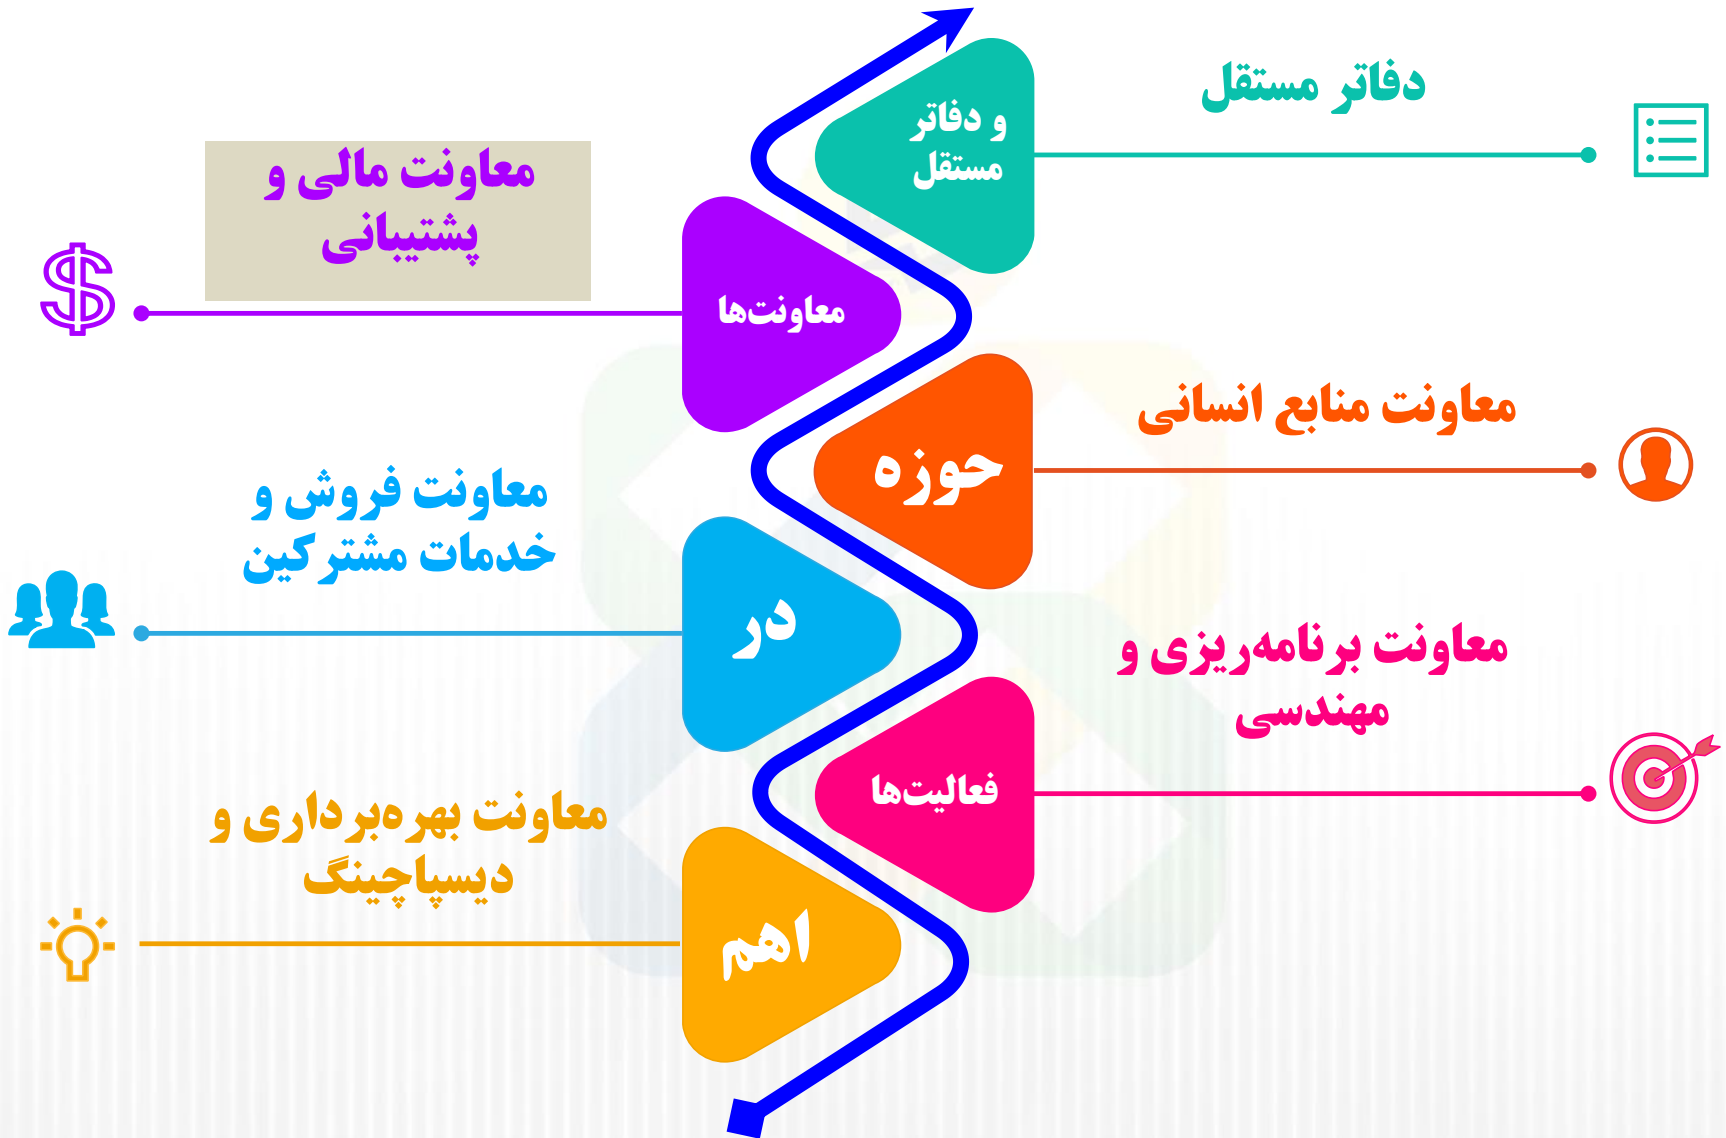 دفاتر مستقل
و دفاتر
مستقل
معاونت مالی و
پشتیبانی
معاونت‌ها
معاونت منابع انسانی
حوزه
معاونت فروش و
خدمات مشترکین
در
معاونت برنامه‌ریزی و
مهندسی
فعالیت‌ها
معاونت بهره‌برداری و
دیسپاچینگ
اهم